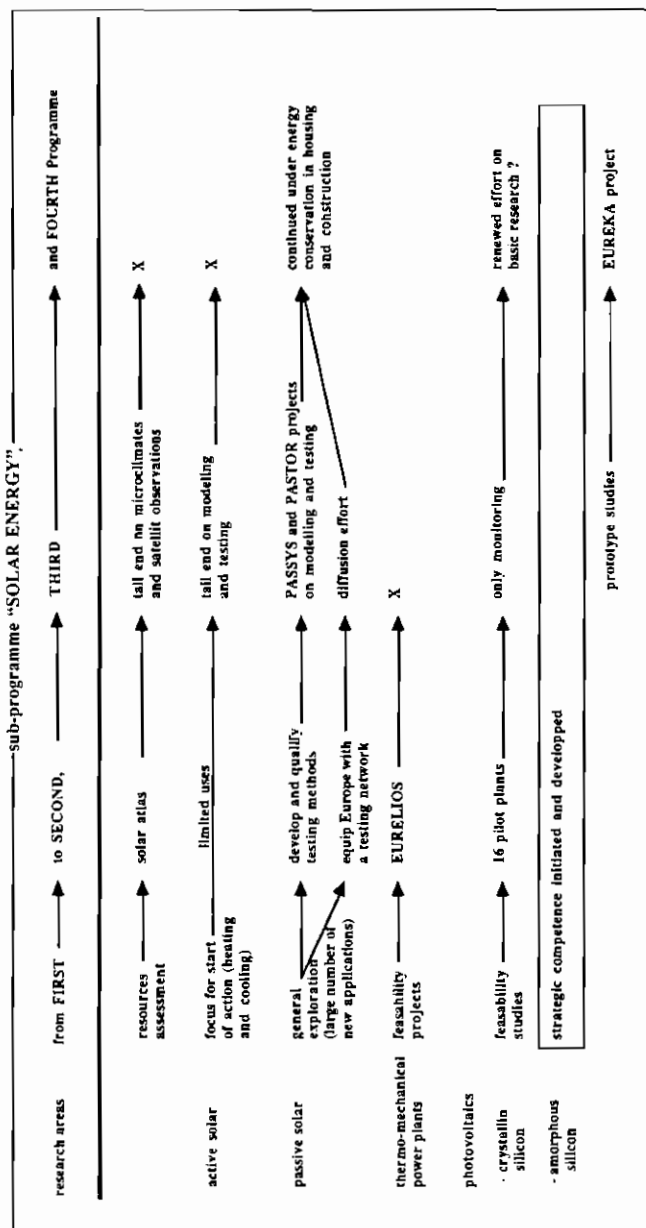 sub-programme "SOLAR ENERGY",
research areas
from FIRST
to SECOND,
THIRD
and FOURTH Programme
resources
assessment
solar atlas
tail end nn microclimates
and satellit observations
X
active solar
focus for start
of action (heating
and cooling)
limited uses
tail end on modeling
and testing
X
passive solar
general
exploration
(large number of
new applications)
develop and qualify
testing methods
PASSYS and PASTOR projects
on modelling and testing
continued under energy
conservation in housing
and construction
equip Europe with
a testing network
diffusion effort
thermo-mechanical
power plants
feasability
projects
EURELIOS
X
photovoltaics
- crystallin
silicon
feasability
studies
16 pilot plants
only monitoring
renewed effort on
basic research ?
- amorphous
silicon
strategic competence initiated and developped
prototype studies
EUREKA project